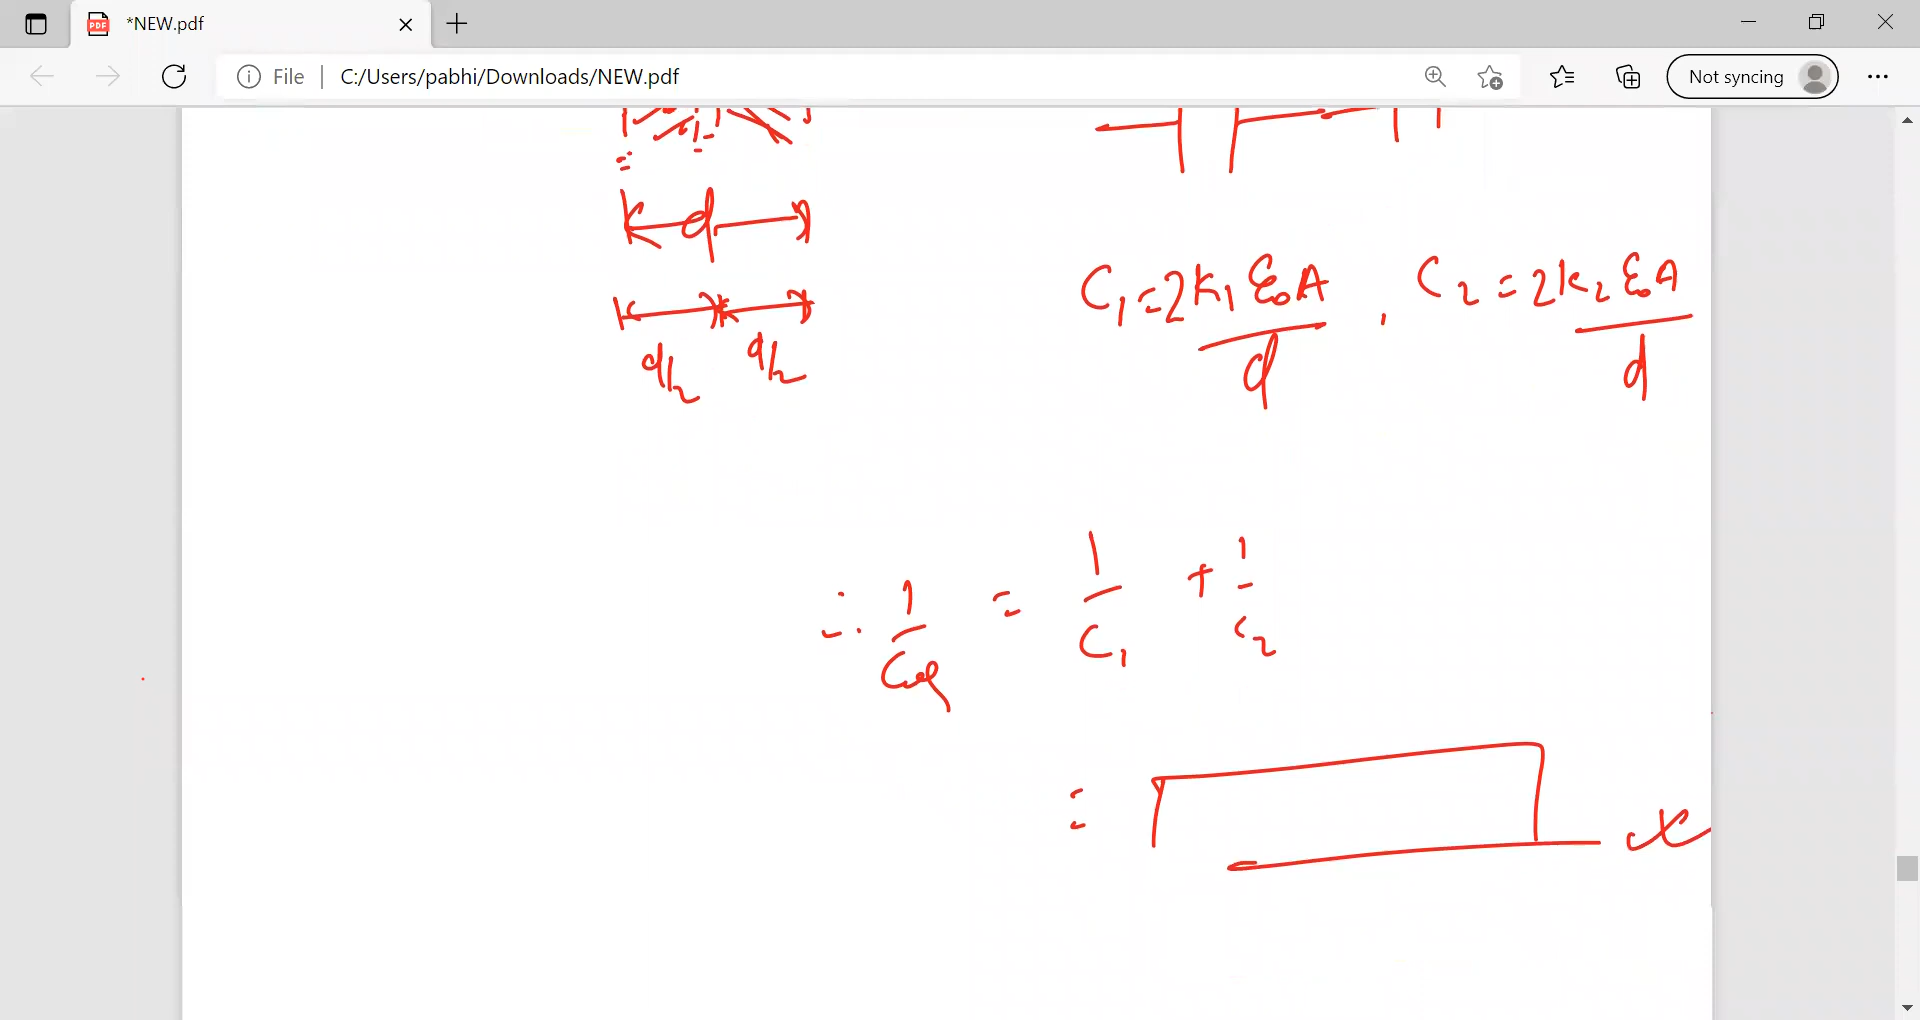 *NEW.pdf
File | C:/Users/pabhi/Downloads/NEW.pdf
Not syncing
d
d/2 d/2
C₁ = 2K₁ε₀A/d , C₂ = 2K₂ε₀A/d
∴ 1/Ceq = 1/C₁ + 1/C₂
=